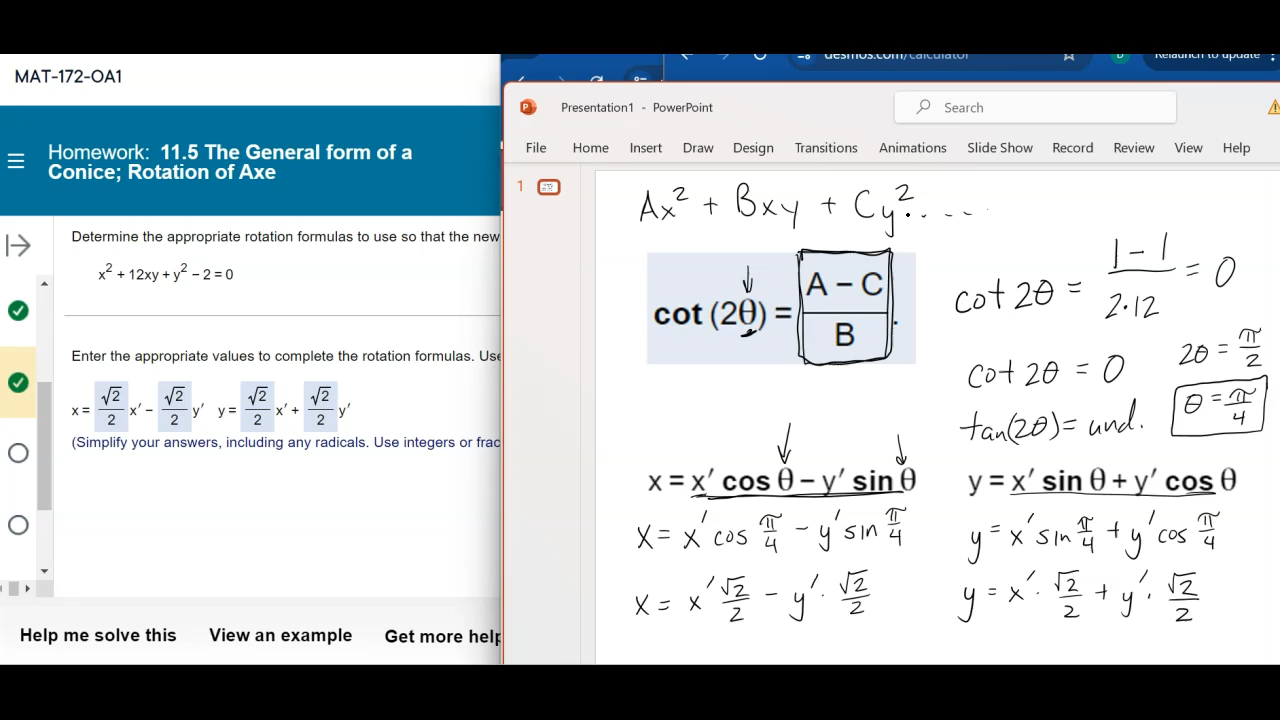 MAT-172-OA1
Homework: 11.5 The General form of a
Conice; Rotation of Axe
Determine the appropriate rotation formulas to use so that the new
x² + 12xy + y² − 2 = 0
Enter the appropriate values to complete the rotation formulas. Use
x = √2/2 x′ − √2/2 y′ y = √2/2 x′ + √2/2 y′
(Simplify your answers, including any radicals. Use integers or frac
Help me solve this View an example Get more help
desmos.com/calculator
Relaunch to update
Presentation1 - PowerPoint
Search
File Home Insert Draw Design Transitions Animations Slide Show Record Review View Help
1
Ax² + Bxy + Cy² . . . .
cot (2θ) = A − C / B .
cot 2θ = 1 − 1 / 2·12 = 0
cot 2θ = 0
tan(2θ) = und.
2θ = π/2
θ = π/4
x = x′ cos θ − y′ sin θ
y = x′ sin θ + y′ cos θ
x = x′ cos π/4 − y′ sin π/4
y = x′ sin π/4 + y′ cos π/4
x = x′ √2/2 − y′ · √2/2
y = x′ · √2/2 + y′ · √2/2